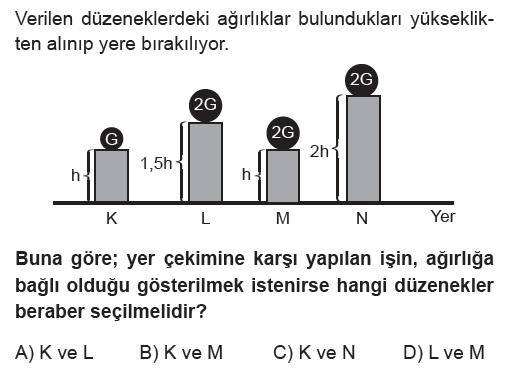 Verilen düzeneklerdeki ağırlıklar bulundukları yükseklik-
ten alınıp yere bırakılıyor.
G
2G
2G
2G
h
1,5h
h
2h
K
L
M
N
Yer
Buna göre; yer çekimine karşı yapılan işin, ağırlığa
bağlı olduğu gösterilmek istenirse hangi düzenekler
beraber seçilmelidir?
A) K ve L B) K ve M C) K ve N D) L ve M